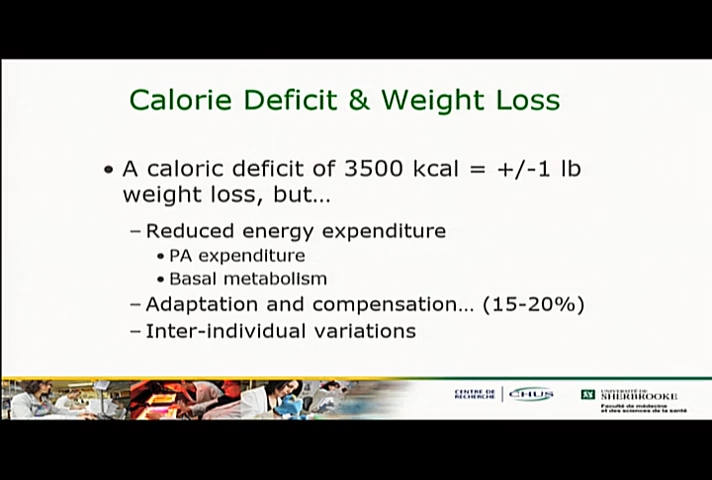 Calorie Deficit & Weight Loss
• A caloric deficit of 3500 kcal = +/-1 lb
weight loss, but...
– Reduced energy expenditure
• PA expenditure
• Basal metabolism
– Adaptation and compensation... (15-20%)
– Inter-individual variations
CENTRE DE
RECHERCHE
CHUS
UNIVERSITÉ DE
SHERBROOKE
Faculté de médecine
et des sciences de la santé